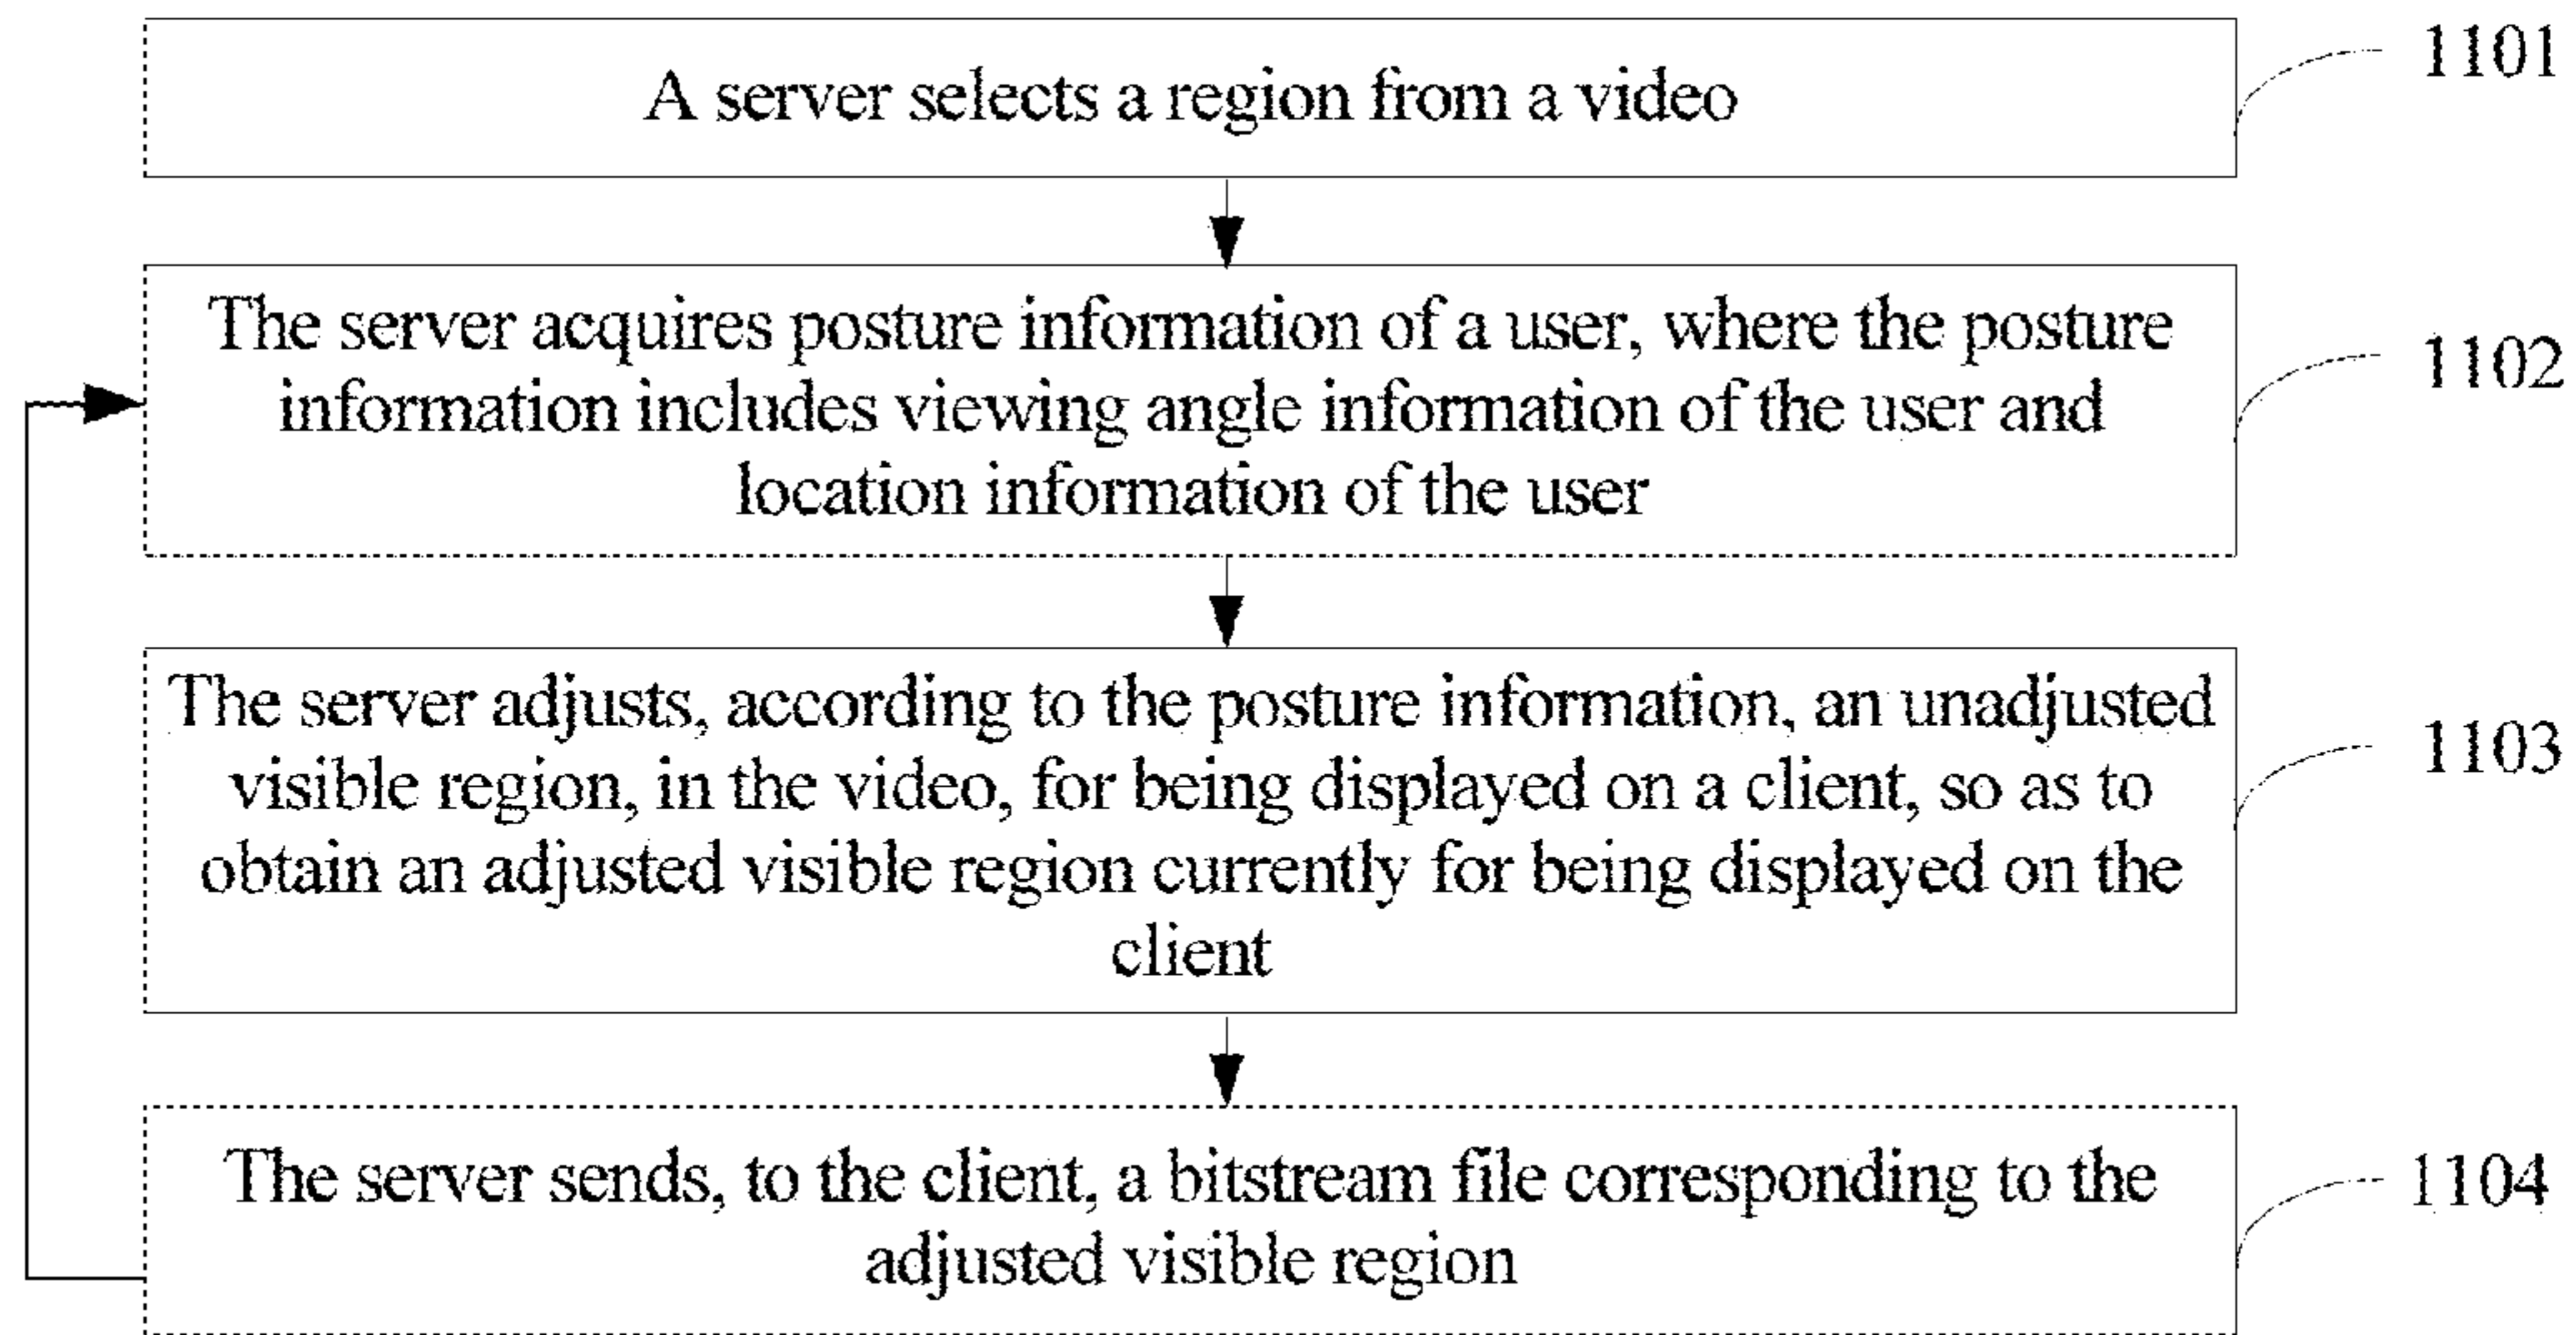 A server selects a region from a video
1101
The server acquires posture information of a user, where the posture
information includes viewing angle information of the user and
location information of the user
1102
The server adjusts, according to the posture information, an unadjusted
visible region, in the video, for being displayed on a client, so as to
obtain an adjusted visible region currently for being displayed on the
client
1103
The server sends, to the client, a bitstream file corresponding to the
adjusted visible region
1104